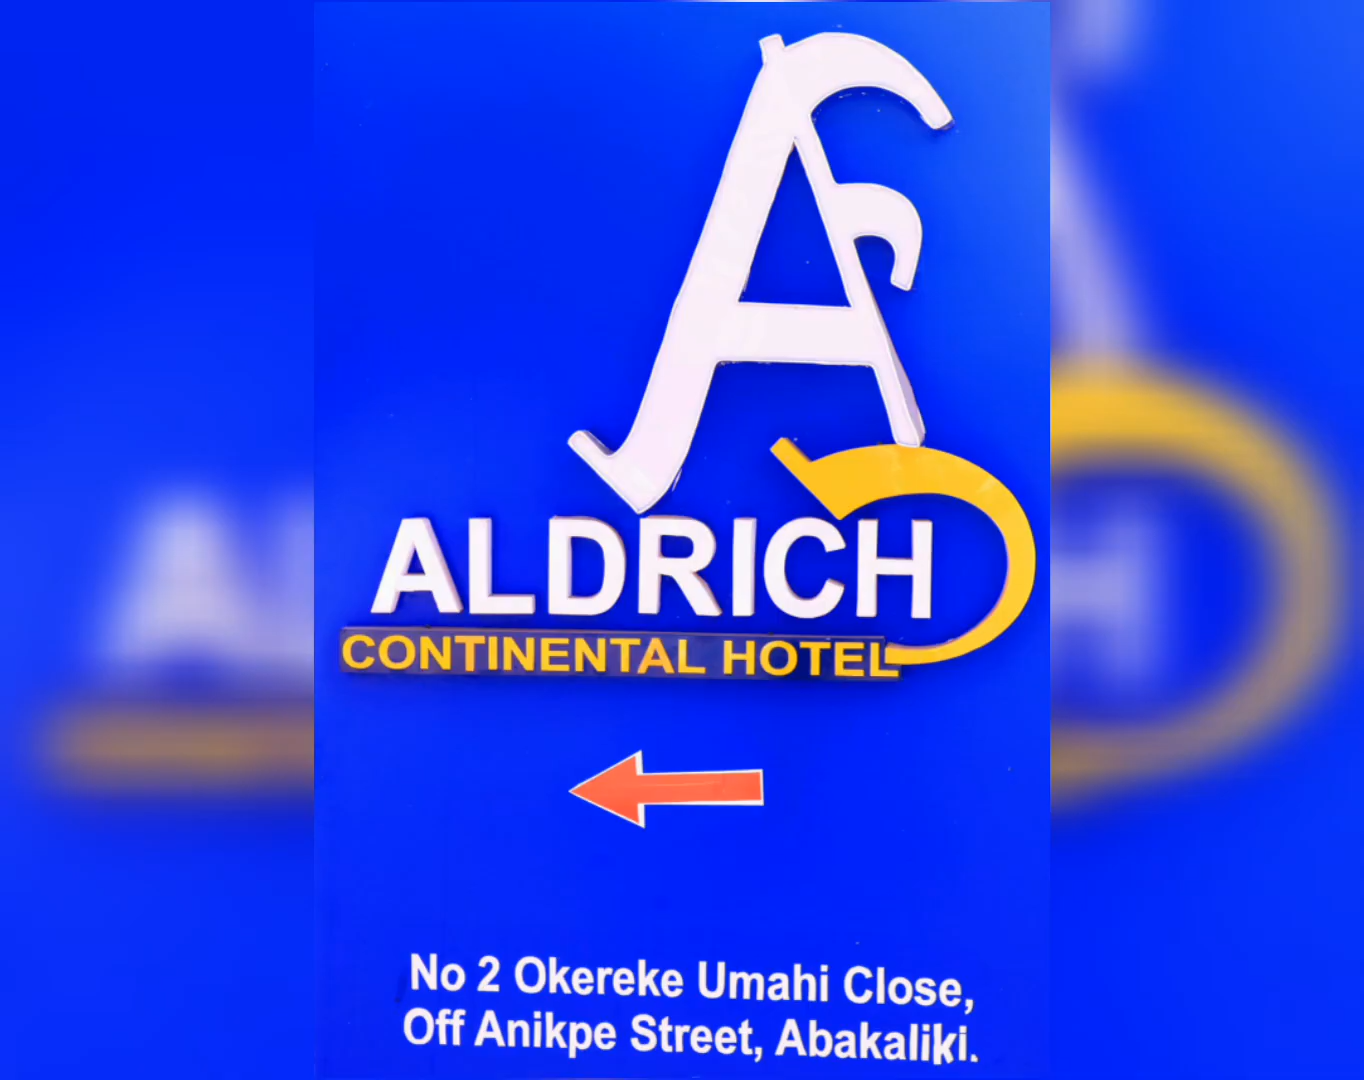 ALDRICH
CONTINENTAL HOTEL
No 2 Okereke Umahi Close,
Off Anikpe Street, Abakaliki.